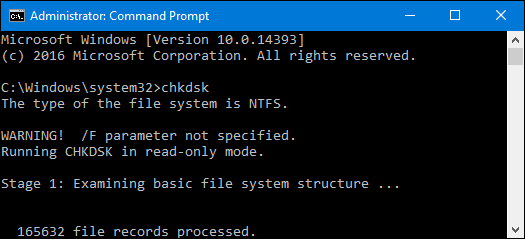 Administrator: Command Prompt
Microsoft Windows [Version 10.0.14393]
(c) 2016 Microsoft Corporation. All rights reserved.
C:\Windows\system32>chkdsk
The type of the file system is NTFS.
WARNING!  /F parameter not specified.
Running CHKDSK in read-only mode.
Stage 1: Examining basic file system structure ...
165632 file records processed.